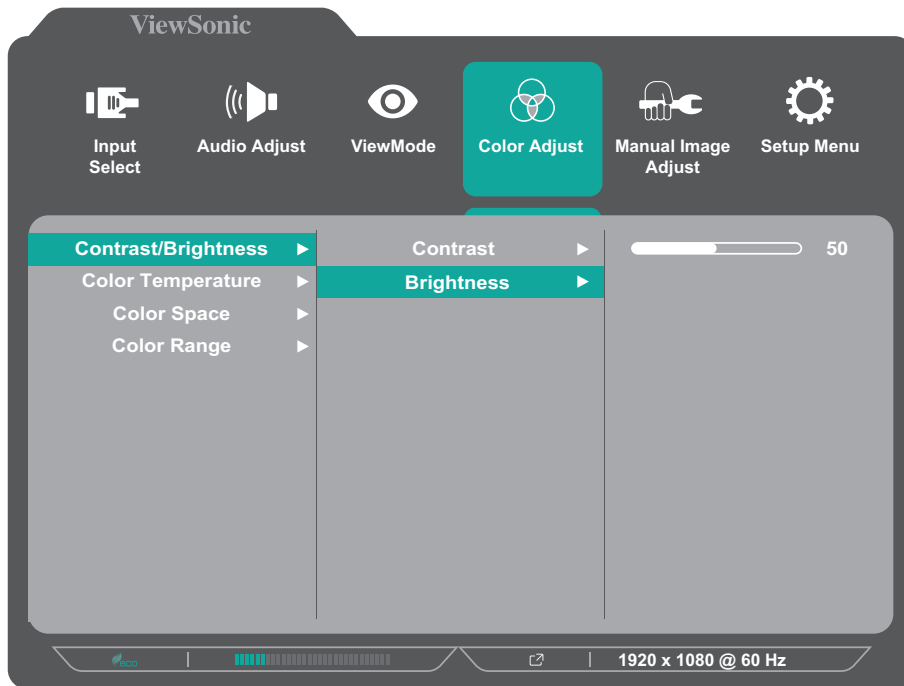 ViewSonic
Input
Select
Audio Adjust
ViewMode
Color Adjust
Manual Image
Adjust
Setup Menu
Contrast/Brightness
Color Temperature
Color Space
Color Range
Contrast
Brightness
50
eco
1920 x 1080 @ 60 Hz